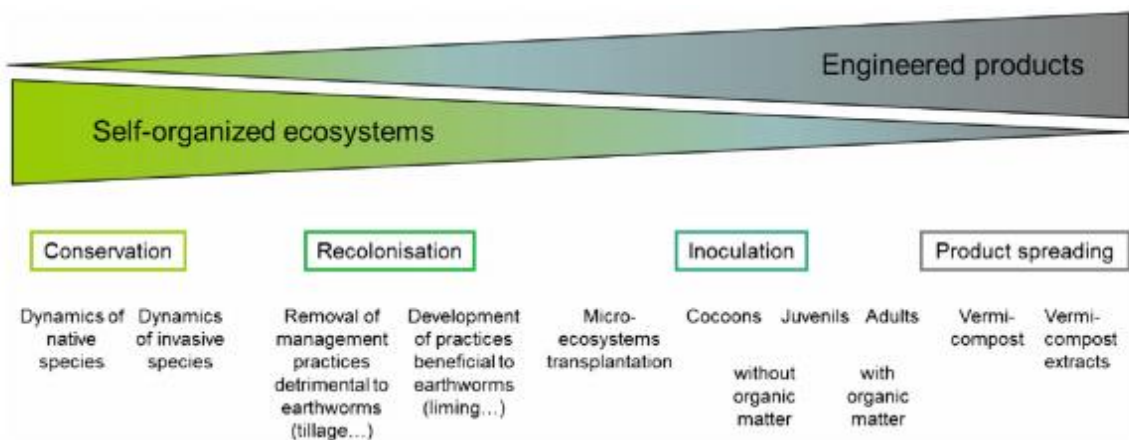 Engineered products
Self-organized ecosystems
Conservation
Recolonisation
Inoculation
Product spreading
Dynamics of
native
species
Dynamics
of invasive
species
Removal of
management
practices
detrimental to
earthworms
(tillage...)
Development
of practices
beneficial to
earthworms
(liming...)
Micro-
ecosystems
transplantation
Cocoons
Juvenils
Adults
without
organic
matter
with
organic
matter
Vermi-
compost
Vermi-
compost
extracts